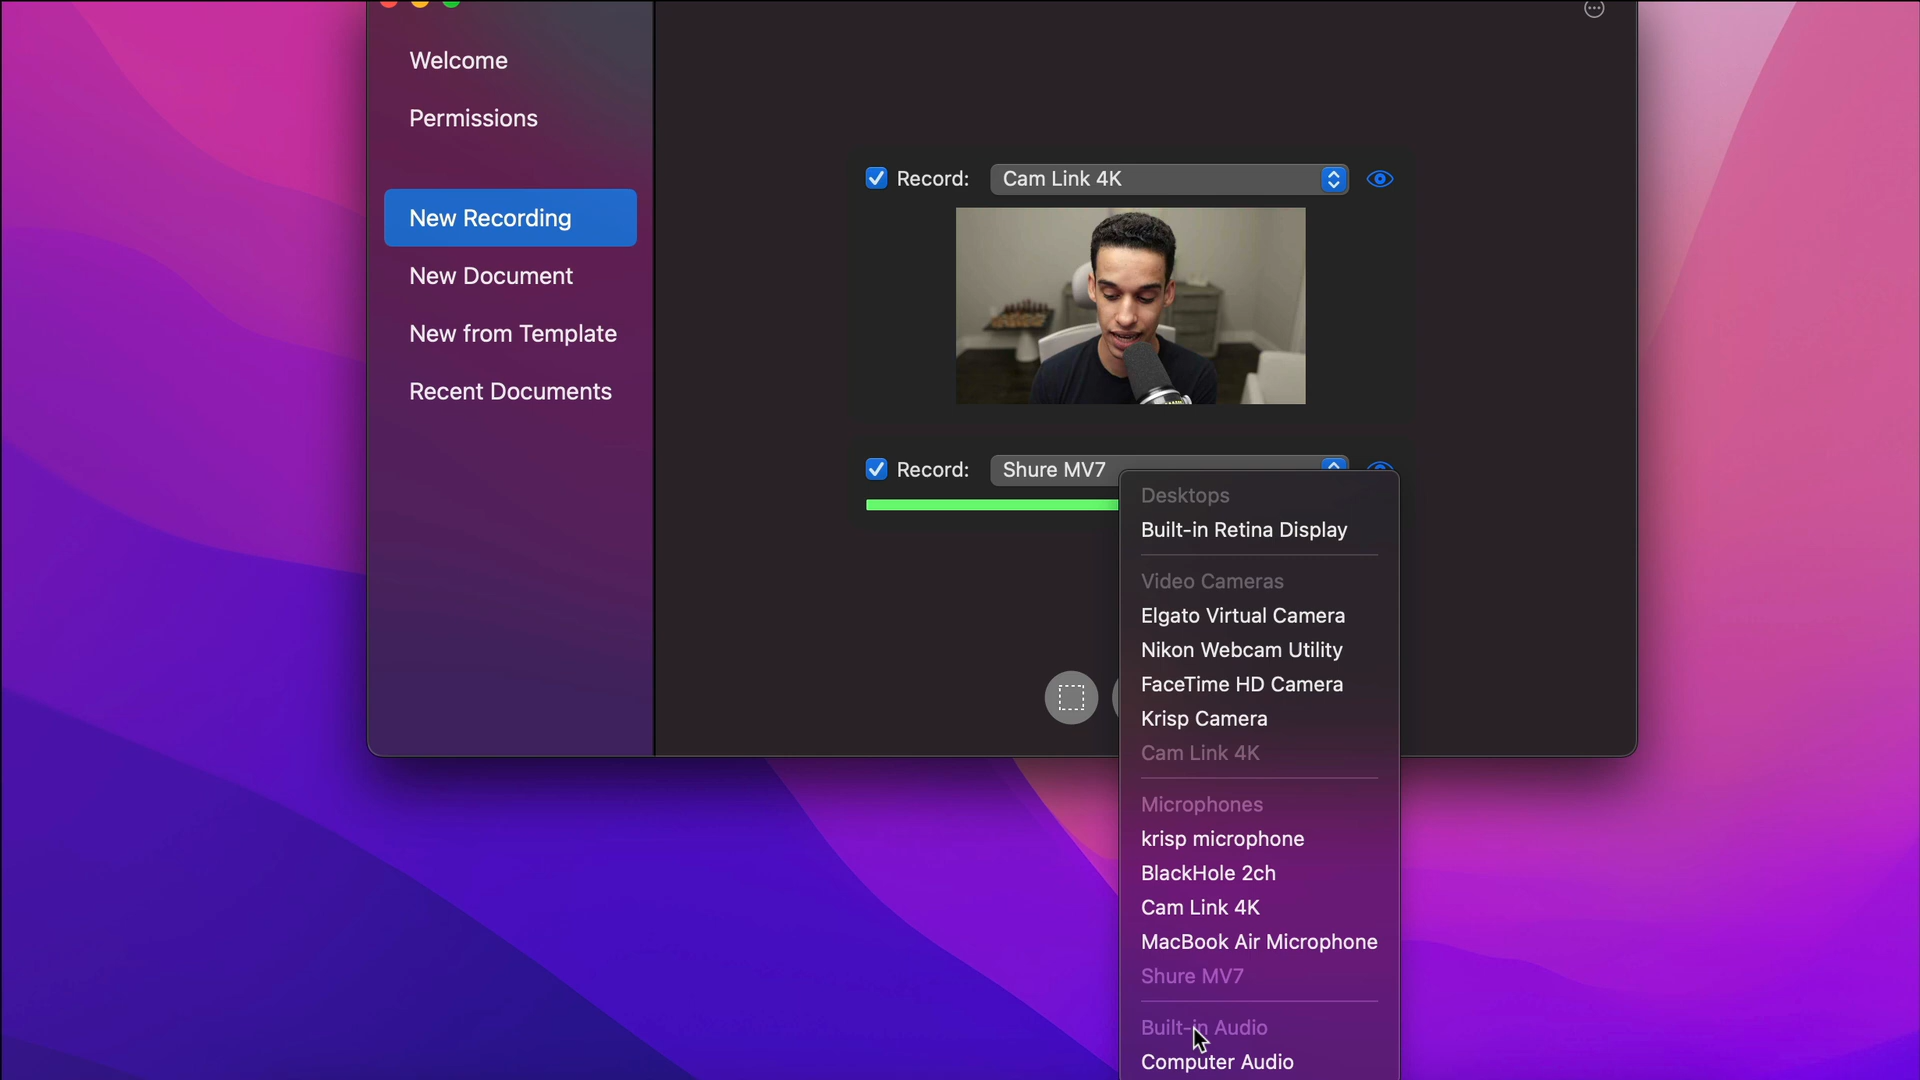 Welcome
Permissions
New Recording
New Document
New from Template
Recent Documents
Record: Cam Link 4K
Record: Shure MV7
Desktops
Built-in Retina Display
Video Cameras
Elgato Virtual Camera
Nikon Webcam Utility
FaceTime HD Camera
Krisp Camera
Cam Link 4K
Microphones
krisp microphone
BlackHole 2ch
Cam Link 4K
MacBook Air Microphone
Shure MV7
Built-in Audio
Computer Audio